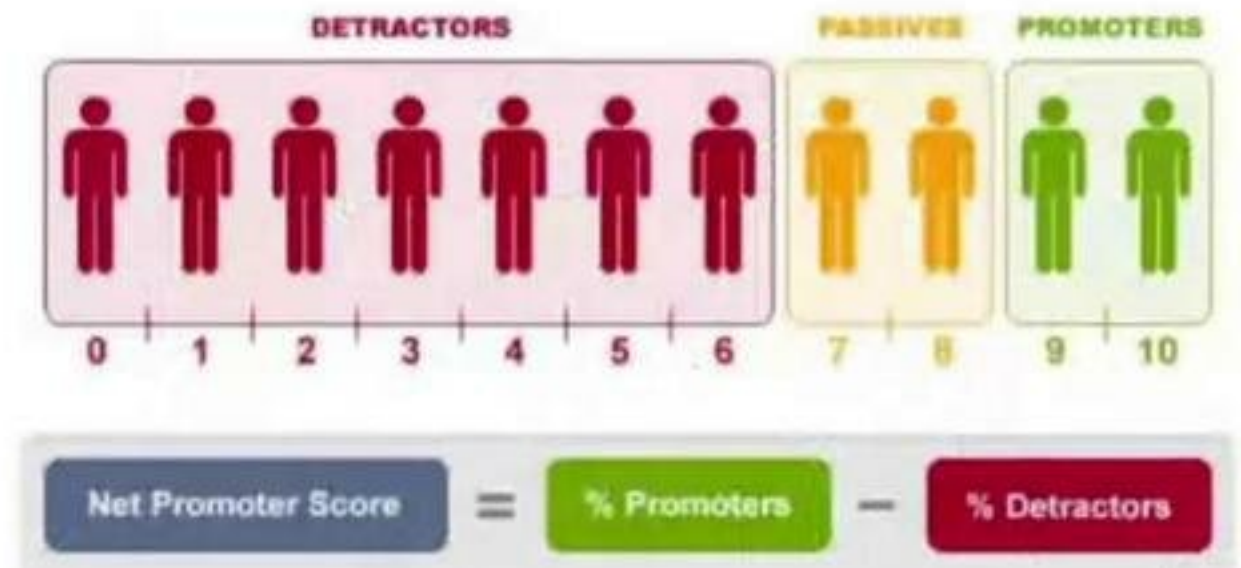 DETRACTORS PASSIVES PROMOTERS
0 1 2 3 4 5 6 7 8 9 10
Net Promoter Score = % Promoters — % Detractors